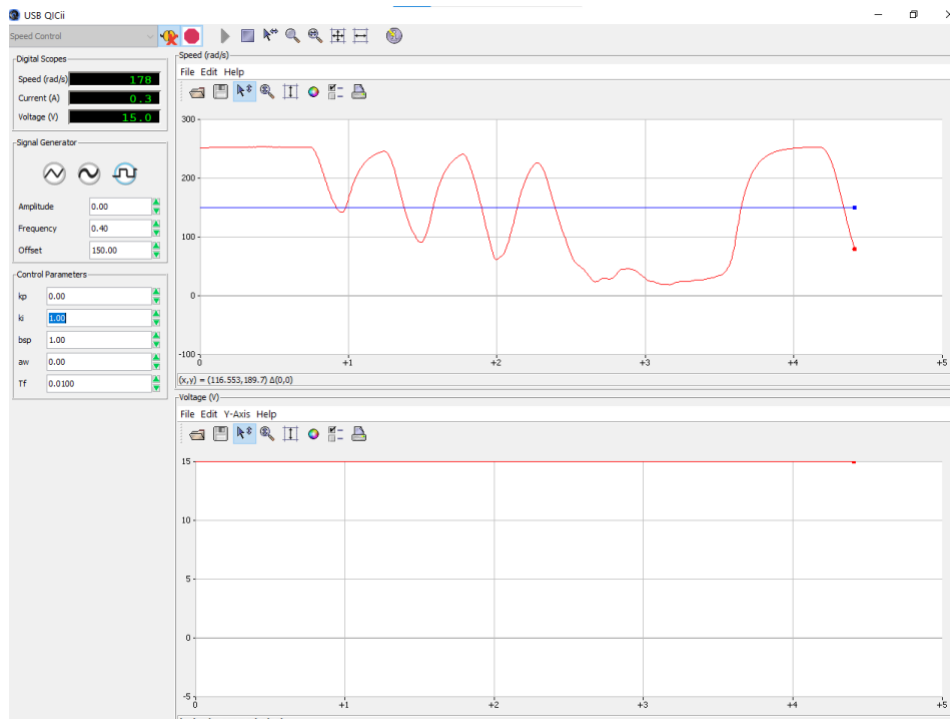 USB QICii
Speed Control
Digital Scopes
Speed (rad/s) 178
Current (A) 0.3
Voltage (V) 15.0
Signal Generator
Amplitude 0.00
Frequency 0.40
Offset 150.00
Control Parameters
kp 0.00
ki 1.00
bsp 1.00
aw 0.00
Tf 0.0100
Speed (rad/s)
File Edit Help
300
200
100
0
-100
0 +1 +2 +3 +4 +5
(x,y) = (116.553,189.7) Δ(0,0)
Voltage (V)
File Edit Y-Axis Help
15
10
5
0
-5
0 +1 +2 +3 +4 +5